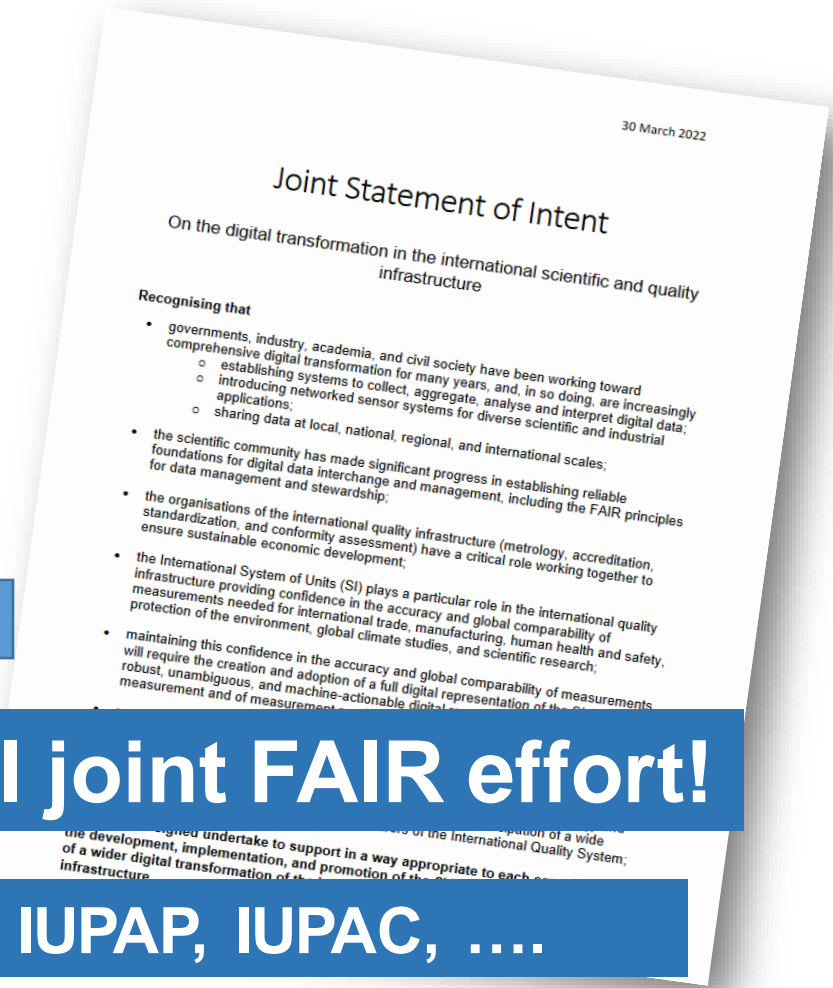 30 March 2022
Joint Statement of Intent
On the digital transformation in the international scientific and quality
infrastructure
Recognising that
• governments, industry, academia, and civil society have been working toward
comprehensive digital transformation for many years, and, in so doing, are increasingly
o establishing systems to collect, aggregate, analyse and interpret digital data;
o introducing networked sensor systems for diverse scientific and industrial
applications;
o sharing data at local, national, regional, and international scales;
• the scientific community has made significant progress in establishing reliable
foundations for digital data interchange and management, including the FAIR principles
for data management and stewardship;
• the organisations of the international quality infrastructure (metrology, accreditation,
standardization, and conformity assessment) have a critical role working together to
ensure sustainable economic development;
• the International System of Units (SI) plays a particular role in the international quality
infrastructure providing confidence in the accuracy and global comparability of
measurements needed for international trade, manufacturing, human health and safety,
protection of the environment, global climate studies, and scientific research;
• maintaining this confidence in the accuracy and global comparability of measurements
will require the creation and adoption of a full digital representation of the
robust, unambiguous, and machine-actionable digital
measurement and of measurement
l joint FAIR effort!
of a wide
of the International Quality System;
undertake to support in a way appropriate to each
the development, implementation, and promotion of the
of a wider digital transformation of the
infrastructure
IUPAP, IUPAC, ....